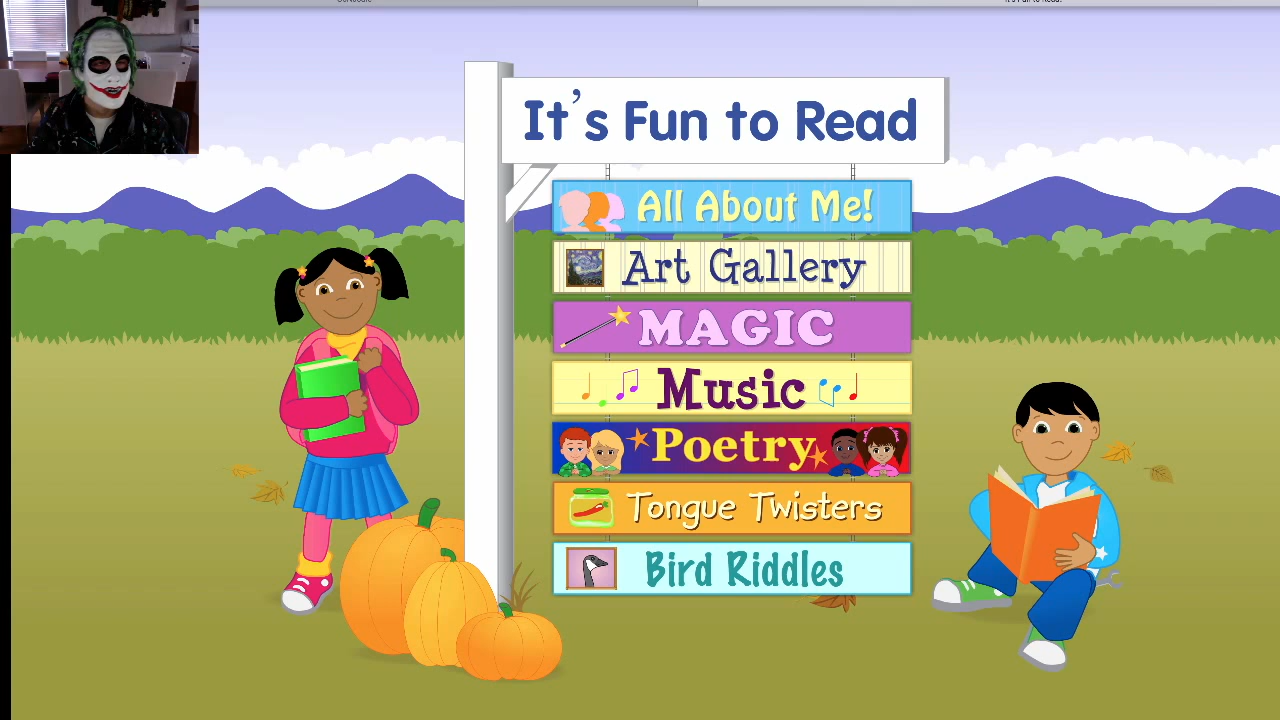 It's Fun to Read
All About Me!
Art Gallery
MAGIC
Music
Poetry
Tongue Twisters
Bird Riddles